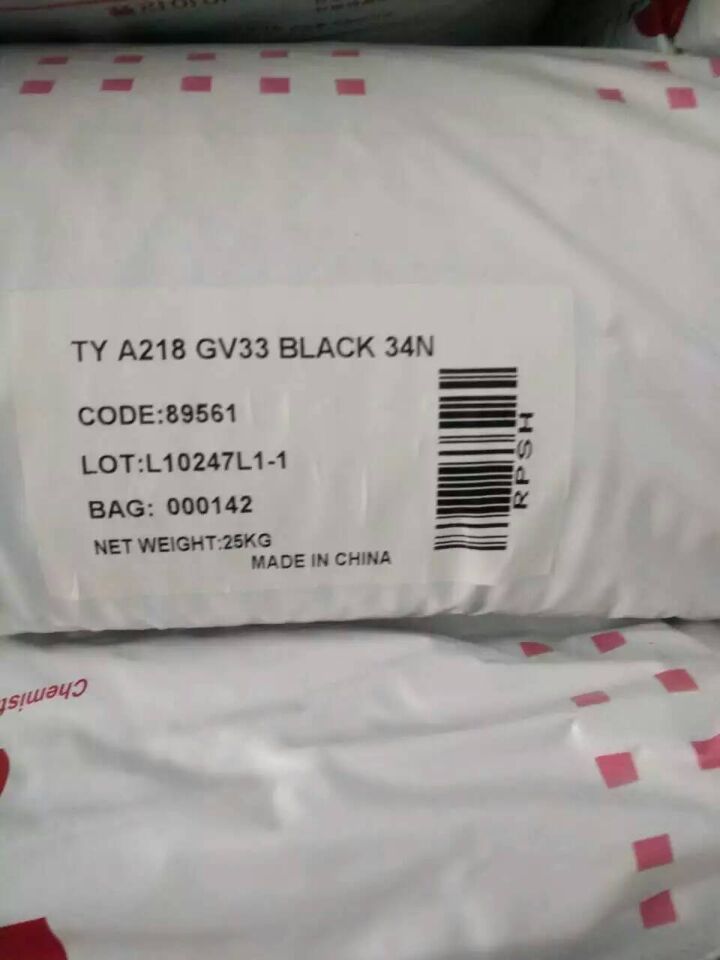 TY A218 GV33 BLACK 34N
CODE:89561
LOT:L10247L1-1
BAG: 000142
NET WEIGHT:25KG
MADE IN CHINA
RPSH